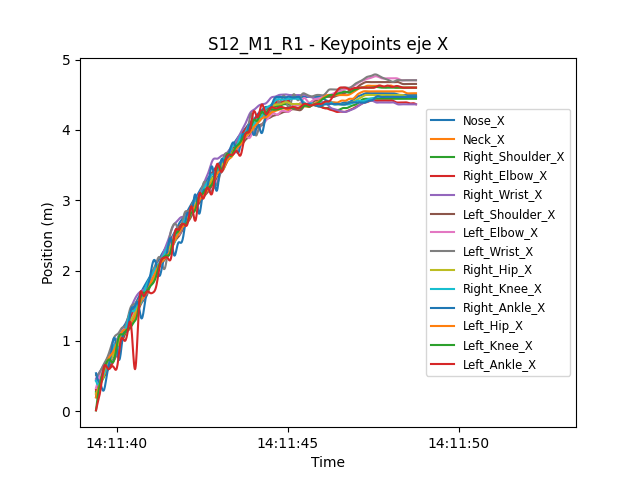 S12_M1_R1 - Keypoints eje X
5
4
3
2
1
0
Position (m)
14:11:40
14:11:45
14:11:50
Time
Nose_X
Neck_X
Right_Shoulder_X
Right_Elbow_X
Right_Wrist_X
Left_Shoulder_X
Left_Elbow_X
Left_Wrist_X
Right_Hip_X
Right_Knee_X
Right_Ankle_X
Left_Hip_X
Left_Knee_X
Left_Ankle_X